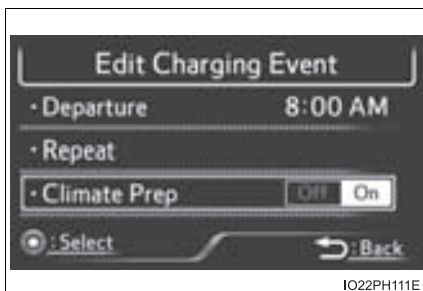 Edit Charging Event
· Departure 8:00 AM
· Repeat
· Climate Prep Off On
: Select : Back
IO22PH111E